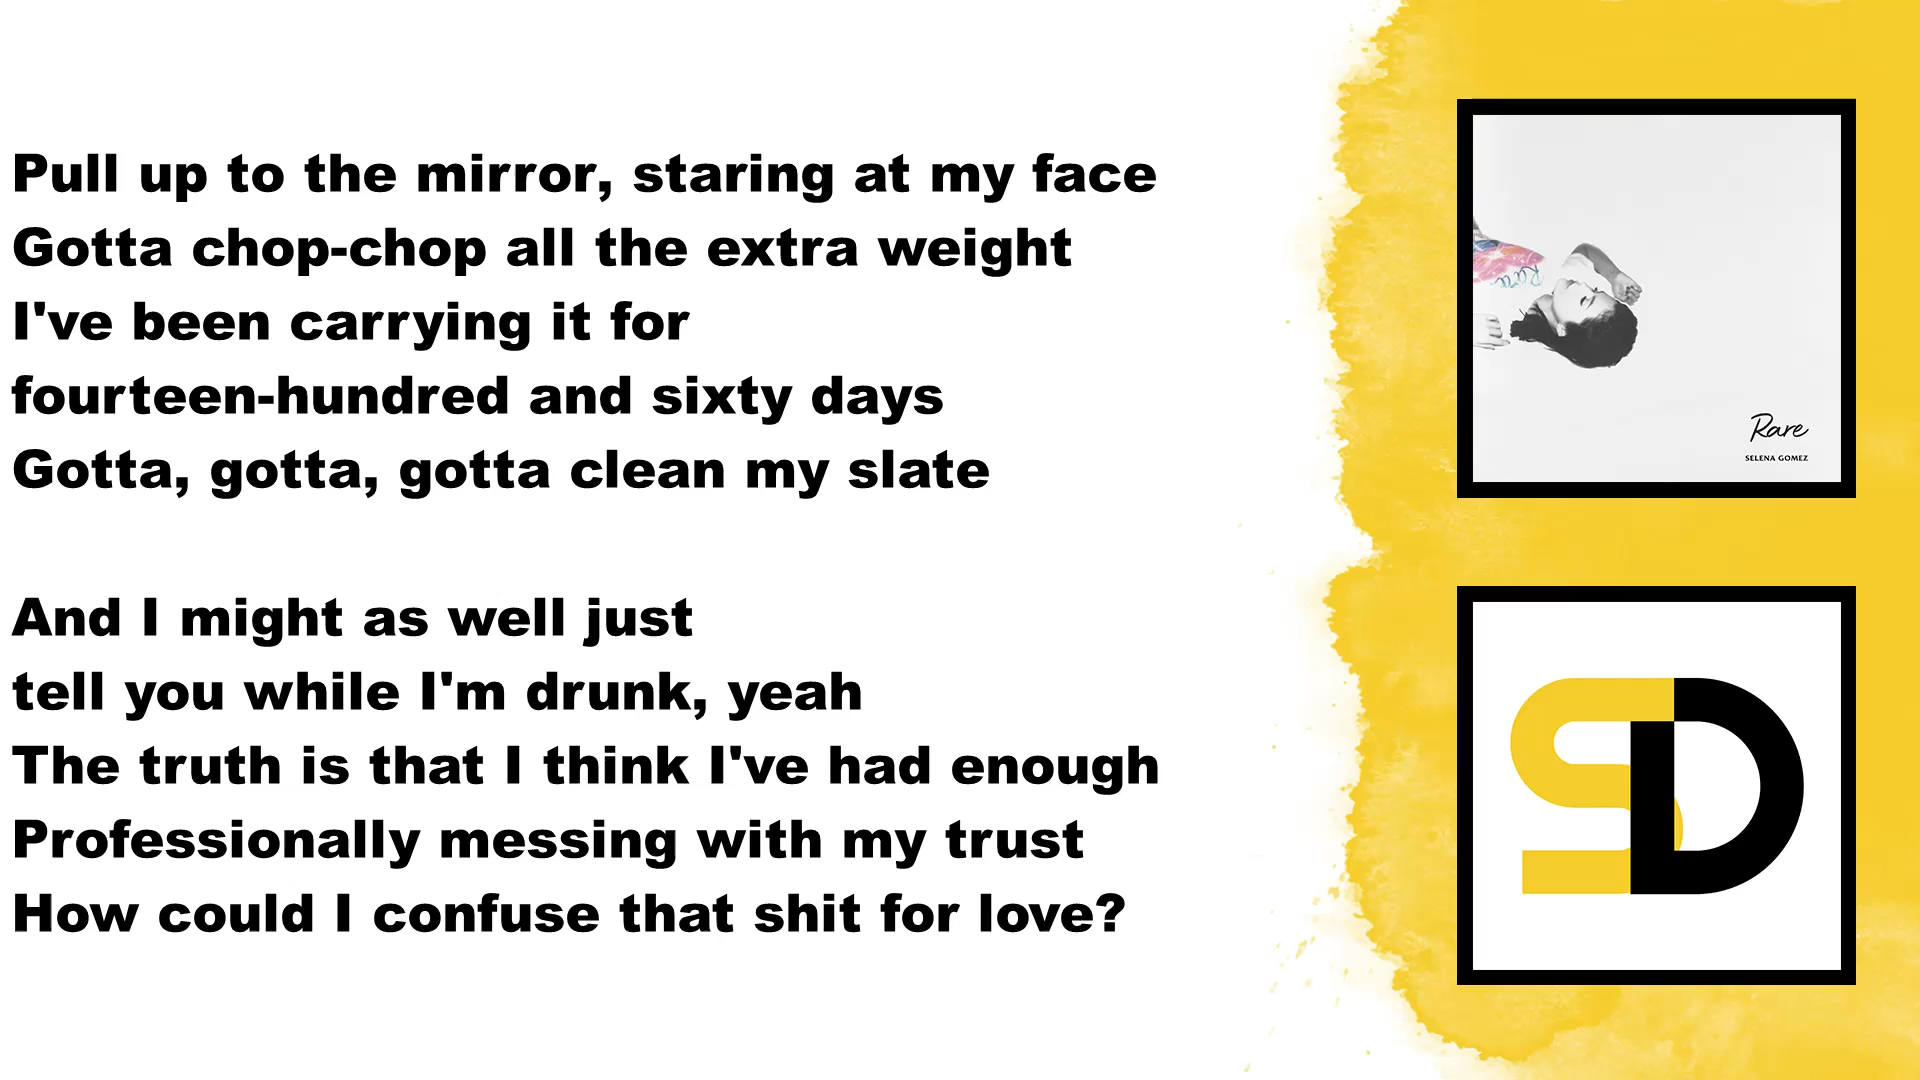 Pull up to the mirror, staring at my face
Gotta chop-chop all the extra weight
I've been carrying it for
fourteen-hundred and sixty days
Gotta, gotta, gotta clean my slate
And I might as well just
tell you while I'm drunk, yeah
The truth is that I think I've had enough
Professionally messing with my trust
How could I confuse that shit for love?
Rare
Rare
SELENA GOMEZ
SD